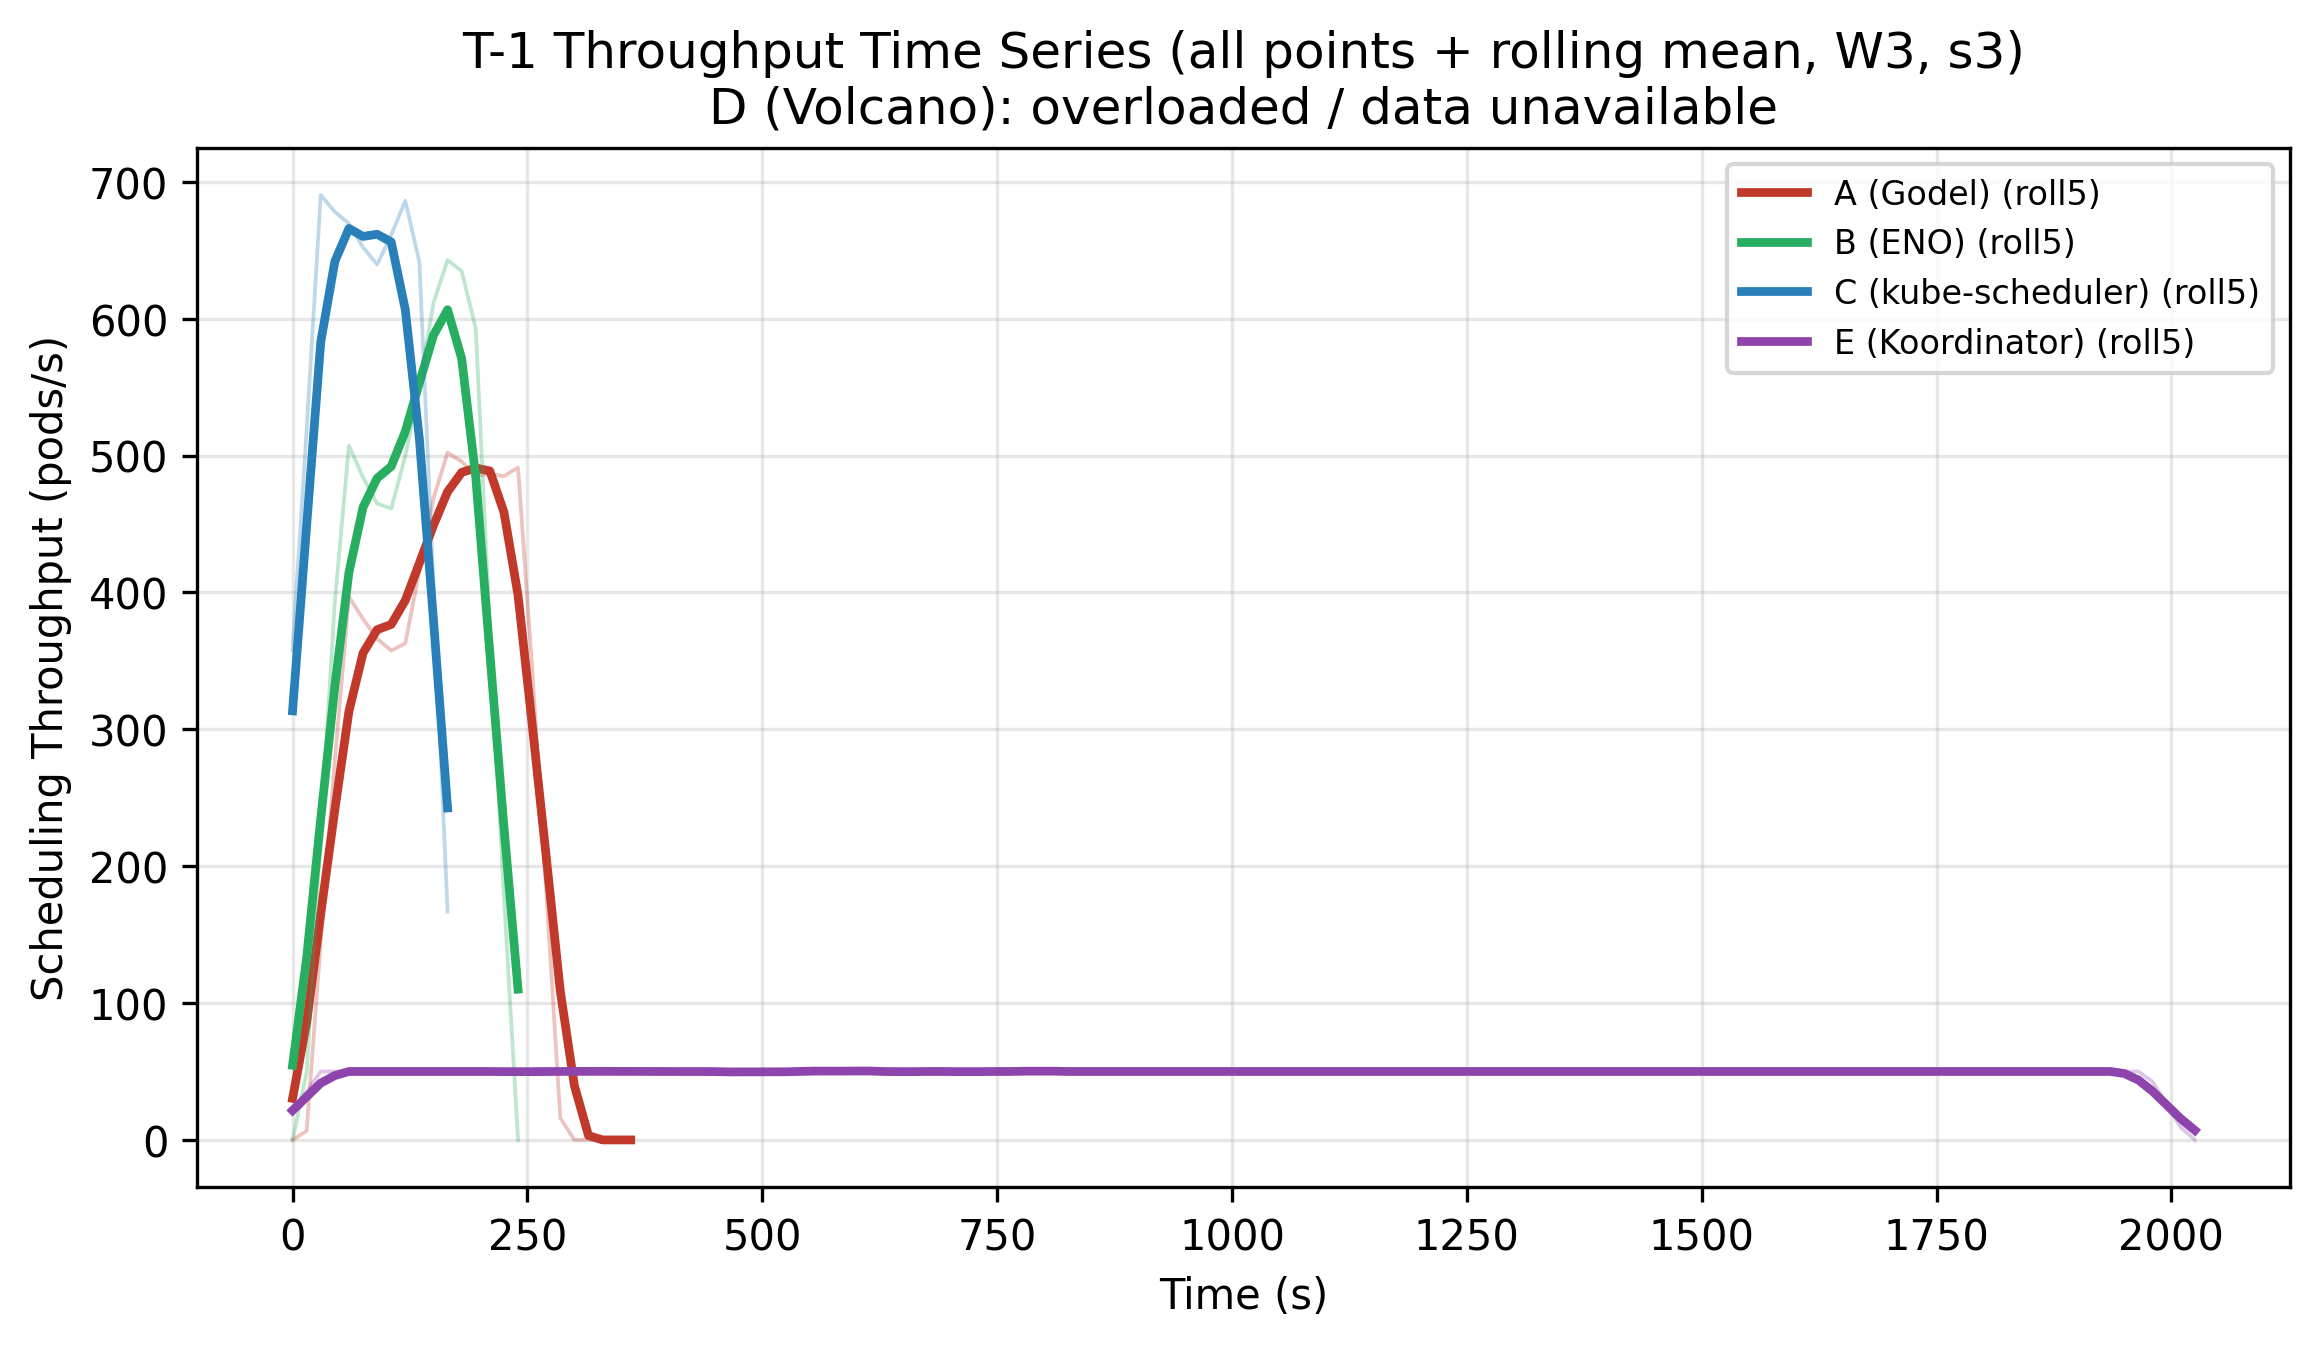 T-1 Throughput Time Series (all points + rolling mean, W3, s3)
D (Volcano): overloaded / data unavailable
Scheduling Throughput (pods/s)
700
600
500
400
300
200
100
0
A (Godel) (roll5)
B (ENO) (roll5)
C (kube-scheduler) (roll5)
E (Koordinator) (roll5)
0 250 500 750 1000 1250 1500 1750 2000
Time (s)